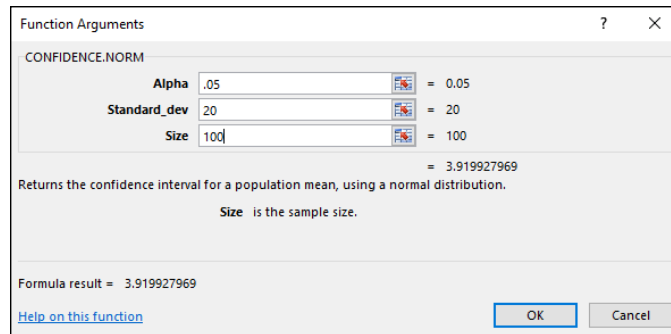 Function Arguments ? ×
CONFIDENCE.NORM
Alpha .05 = 0.05
Standard_dev 20 = 20
Size 100 = 100
= 3.919927969
Returns the confidence interval for a population mean, using a normal distribution.
Size is the sample size.
Formula result = 3.919927969
Help on this function OK Cancel